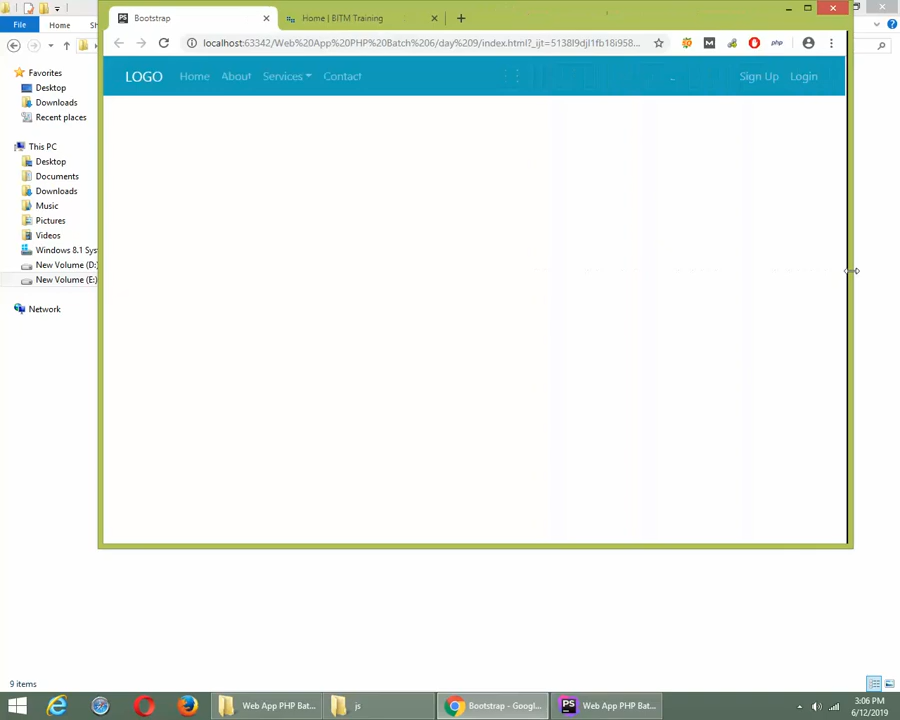 Bootstrap
Home | BITM Training
File
Home
localhost:63342/Web%20App%20PHP%20Batch%206/day%209/index.html?_ijt=5138l9djl1fb18i958...
php
LOGO
Home
About
Services
Contact
Sign Up
Login
Favorites
Desktop
Downloads
Recent places
This PC
Desktop
Documents
Downloads
Music
Pictures
Videos
Windows 8.1 Sys
New Volume (D:)
New Volume (E:)
Network
9 items
Web App PHP Bat...
js
Bootstrap - Googl...
PS
Web App PHP Bat...
3:06 PM
6/12/2019